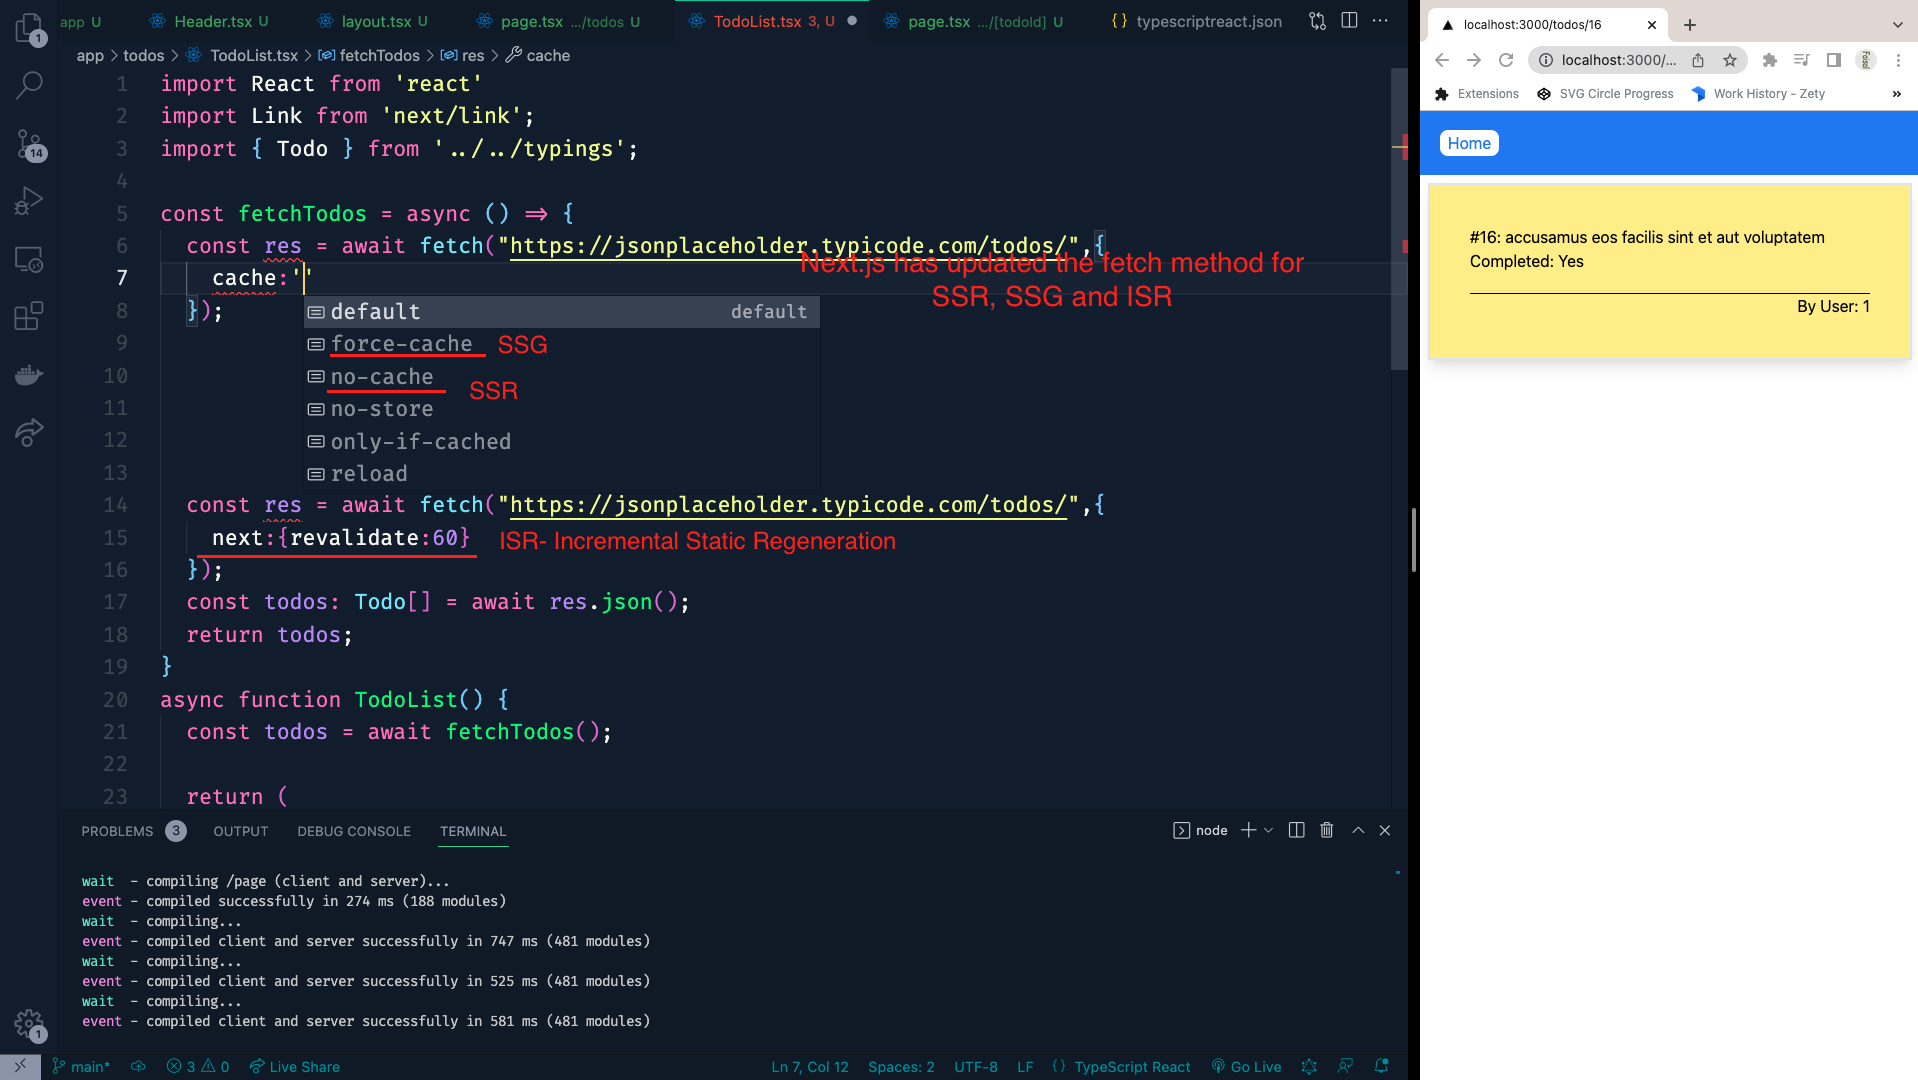 app U
Header.tsx U
layout.tsx U
page.tsx .../todos U
TodoList.tsx 3, U
page.tsx .../[todoId] U
{} typescriptreact.json
app > todos > TodoList.tsx > fetchTodos > res > cache
1 import React from 'react'
2 import Link from 'next/link';
3 import { Todo } from '../../typings';
4
5 const fetchTodos = async () => {
6 const res = await fetch("https://jsonplaceholder.typicode.com/todos/",{
7 cache:''
Next.js has updated the fetch method for
SSR, SSG and ISR
8 });
default default
9
force-cache SSG
10
no-cache SSR
11
no-store
12
only-if-cached
13
reload
14 const res = await fetch("https://jsonplaceholder.typicode.com/todos/",{
15 next:{revalidate:60} ISR- Incremental Static Regeneration
16 });
17 const todos: Todo[] = await res.json();
18 return todos;
19 }
20 async function TodoList() {
21 const todos = await fetchTodos();
22
23 return (
PROBLEMS 3 OUTPUT DEBUG CONSOLE TERMINAL node
wait - compiling /page (client and server)...
event - compiled successfully in 274 ms (188 modules)
wait - compiling...
event - compiled client and server successfully in 747 ms (481 modules)
wait - compiling...
event - compiled client and server successfully in 525 ms (481 modules)
wait - compiling...
event - compiled client and server successfully in 581 ms (481 modules)
1
14
1
main* 3 0 Live Share Ln 7, Col 12 Spaces: 2 UTF-8 LF {} TypeScript React Go Live
localhost:3000/todos/16
localhost:3000/...
Extensions SVG Circle Progress Work History - Zety »
Home
#16: accusamus eos facilis sint et aut voluptatem
Completed: Yes
By User: 1